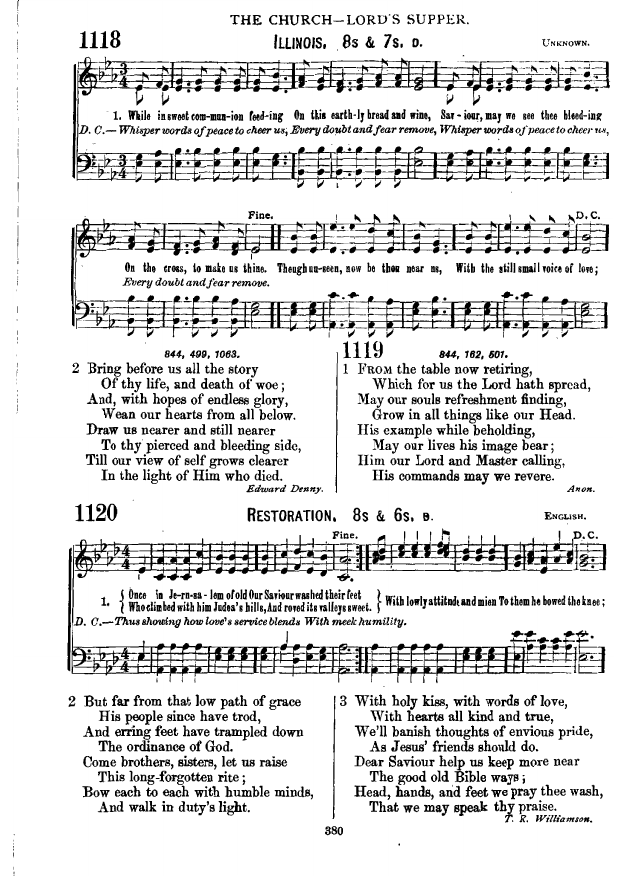 THE CHURCH—LORD'S SUPPER.
1118
ILLINOIS. 8s & 7s. D.
UNKNOWN.
1. While in sweet com-mun-ion feed-ing On this earth-ly bread and wine, Sav-iour, may we see thee bleed-ing
D. C.—Whisper words of peace to cheer us, Every doubt and fear remove, Whisper words of peace to cheer us,
Fine.
D. C.
On the cross, to make us thine. Though un-seen, now be thou near us, With the still small voice of love;
Every doubt and fear remove.
844, 499, 1063.
2 Bring before us all the story
Of thy life, and death of woe;
And, with hopes of endless glory,
Wean our hearts from all below.
Draw us nearer and still nearer
To thy pierced and bleeding side,
Till our view of self grows clearer
In the light of Him who died.
Edward Denny.
1119
844, 162, 501.
1 FROM the table now retiring,
Which for us the Lord hath spread,
May our souls refreshment finding,
Grow in all things like our Head.
His example while beholding,
May our lives his image bear;
Him our Lord and Master calling,
His commands may we revere.
Anon.
1120
RESTORATION. 8s & 6s. D.
ENGLISH.
Fine.
D. C.
1. { Once in Je-ru-sa-lem of old Our Saviour washed their feet } With lowly attitude and mien To them he bowed the knee;
{ Who climbed with him Judea's hills, And roved its valleys sweet. }
D. C.—Thus showing how love's service blends With meek humility.
2 But far from that low path of grace
His people since have trod,
And erring feet have trampled down
The ordinance of God.
Come brothers, sisters, let us raise
This long-forgotten rite;
Bow each to each with humble minds,
And walk in duty's light.
3 With holy kiss, with words of love,
With hearts all kind and true,
We'll banish thoughts of envious pride,
As Jesus' friends should do.
Dear Saviour help us keep more near
The good old Bible ways;
Head, hands, and feet we pray thee wash,
That we may speak thy praise.
T. R. Williamson.
380